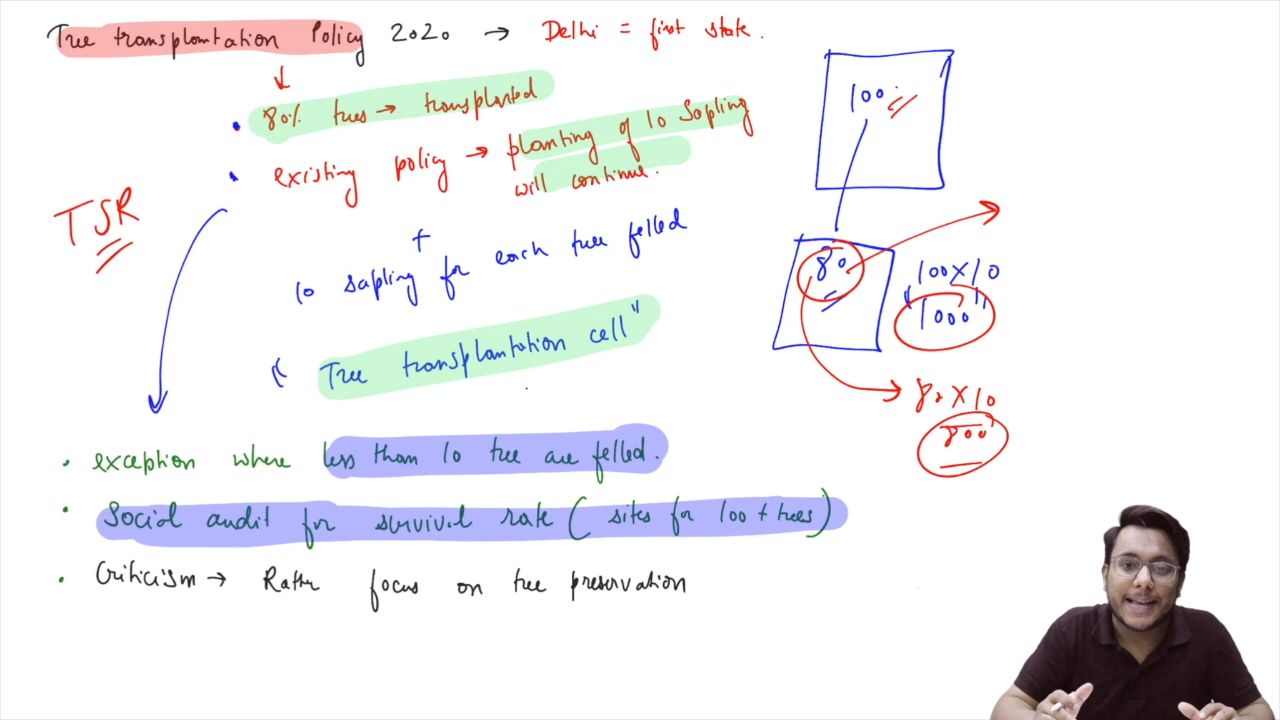 Tree transplantation Policy 2020 → Delhi = first state.
• 80% trees → transplanted
• existing policy → planting of 10 Sapling
will continue.
TSR
+
10 sapling for each tree felled
"Tree transplantation cell"
• exception where less than 10 tree are felled.
• Social audit for survival rate (sites for 100 + trees)
• Criticism → Rather focus on tree preservation
100
80
100 X 10
1000
80 X 10
800